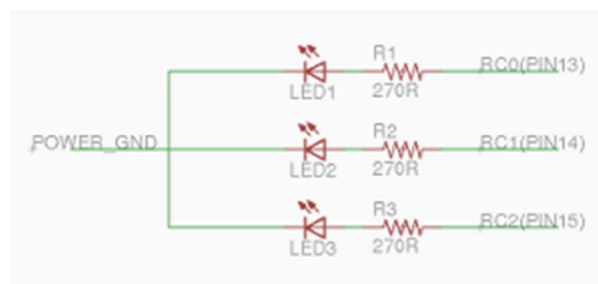 R1
RC0(PIN13)
LED1
270R
POWER_GND
R2
RC1(PIN14)
LED2
270R
R3
RC2(PIN15)
LED3
270R